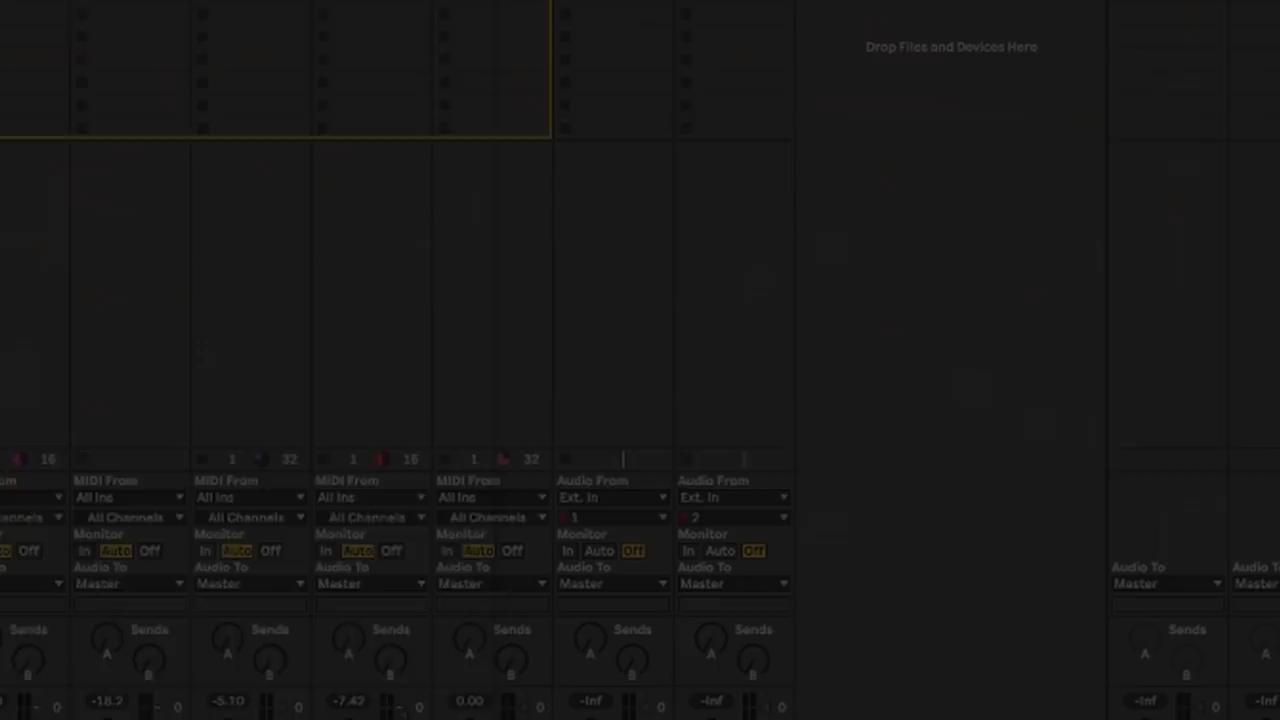 Drop Files and Devices Here
16 1 32 1 16 1 32
om MIDI From MIDI From MIDI From MIDI From Audio From Audio From
All Ins All Ins All Ins All Ins Ext. In Ext. In
annels All Channels All Channels All Channels All Channels 1 2
Monitor Monitor Monitor Monitor Monitor Monitor
Off In Auto Off In Auto Off In Auto Off In Auto Off In Auto Off In Auto Off
o Audio To Audio To Audio To Audio To Audio To Audio To Audio To Audio To
Master Master Master Master Master Master Master Master
Sends Sends Sends Sends Sends Sends Sends Sends
A A A A A A A A
B B B B B B B B
0 -18.2 0 -5.10 0 -7.42 0 0.00 0 -Inf 0 -Inf 0 -Inf 0 -Inf